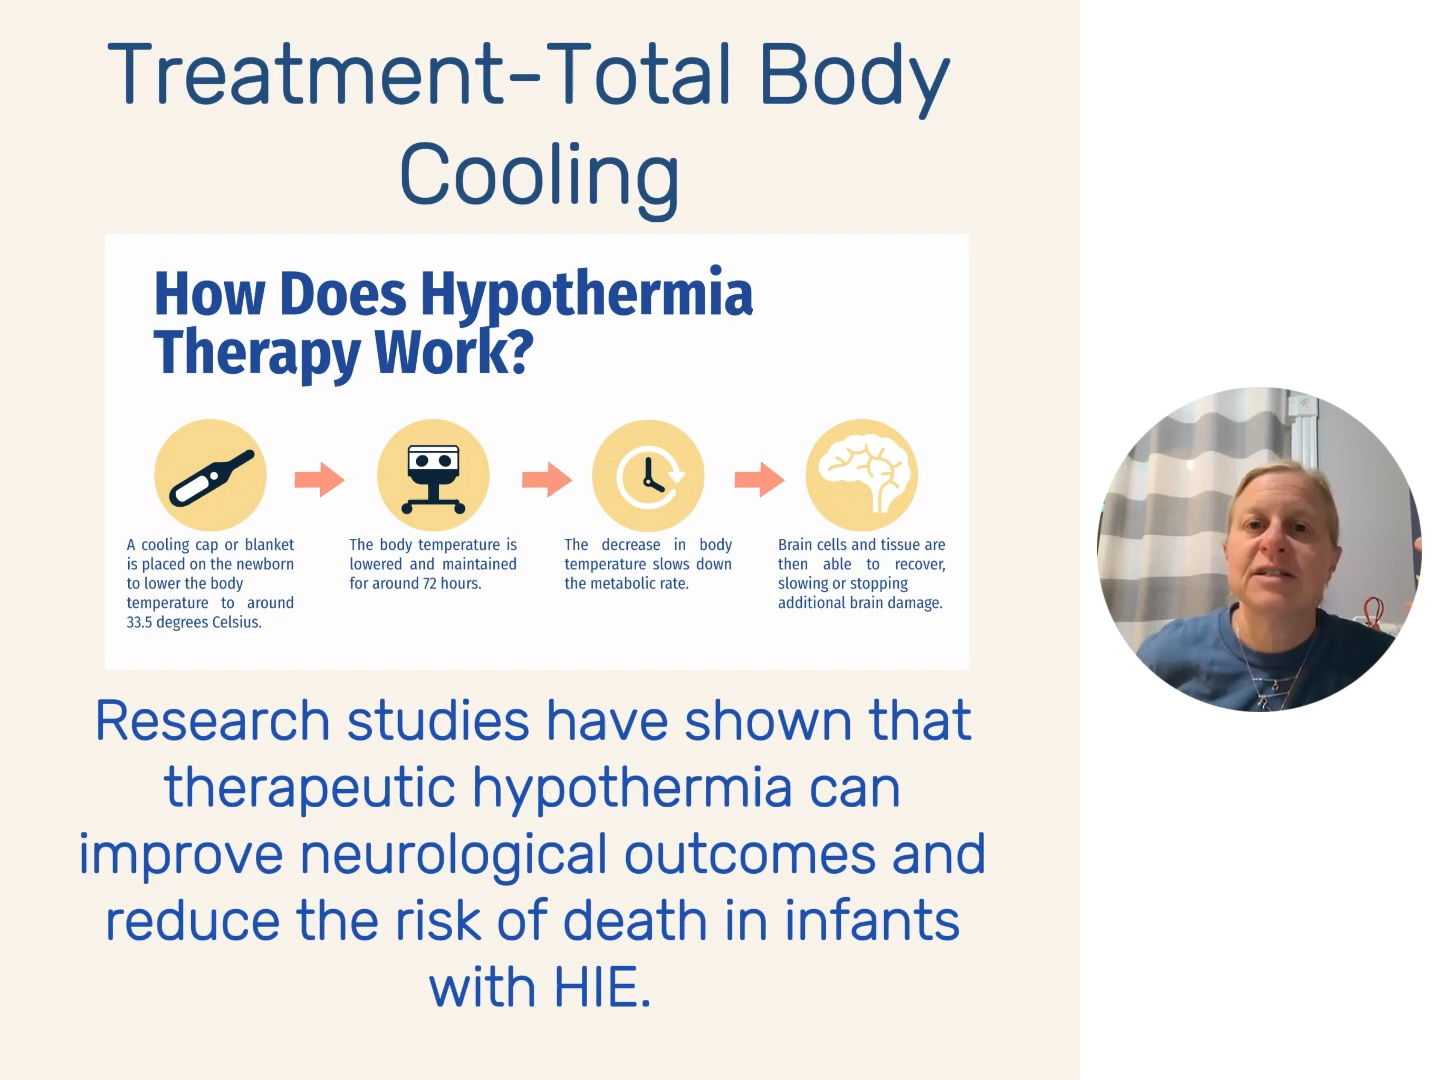 Treatment-Total Body
Cooling
How Does Hypothermia
Therapy Work?
A cooling cap or blanket
is placed on the newborn
to lower the body
temperature to around
33.5 degrees Celsius.
The body temperature is
lowered and maintained
for around 72 hours.
The decrease in body
temperature slows down
the metabolic rate.
Brain cells and tissue are
then able to recover,
slowing or stopping
additional brain damage.
Research studies have shown that
therapeutic hypothermia can
improve neurological outcomes and
reduce the risk of death in infants
with HIE.